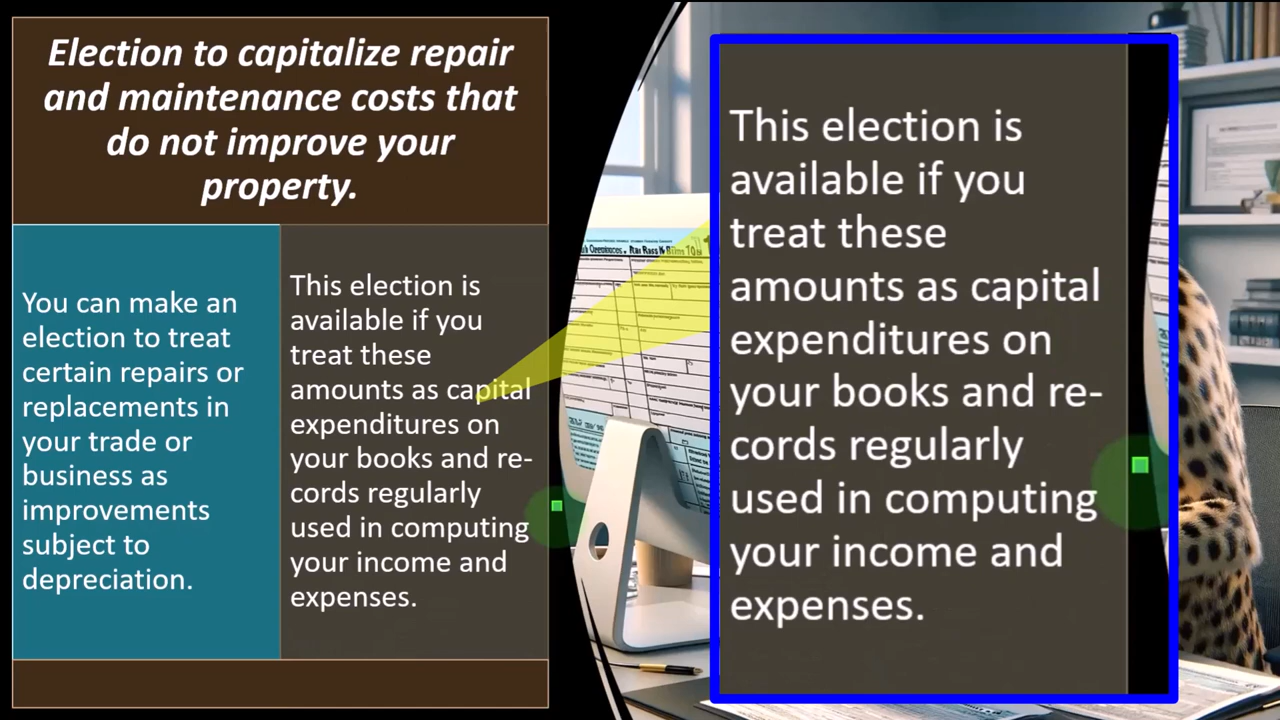 Election to capitalize repair
and maintenance costs that
do not improve your
property.
You can make an
election to treat
certain repairs or
replacements in
your trade or
business as
improvements
subject to
depreciation.
This election is
available if you
treat these
amounts as capital
expenditures on
your books and re-
cords regularly
used in computing
your income and
expenses.
This election is
available if you
treat these
amounts as capital
expenditures on
your books and re-
cords regularly
used in computing
your income and
expenses.